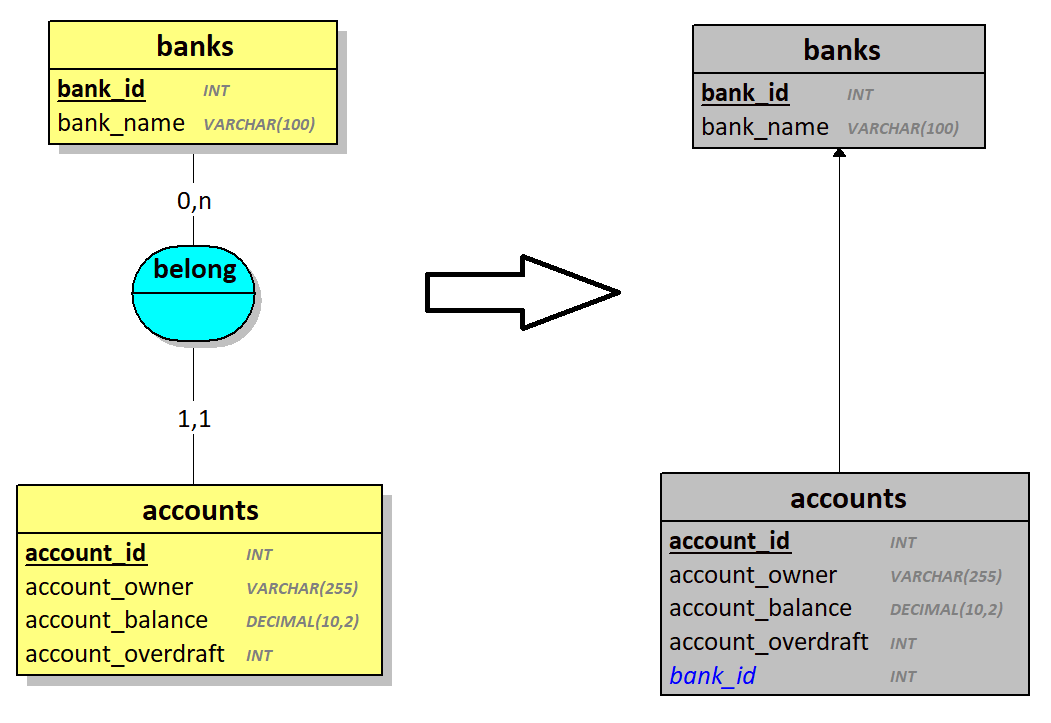 banks
bank_id INT
bank_name VARCHAR(100)
0,n
belong
1,1
accounts
account_id INT
account_owner VARCHAR(255)
account_balance DECIMAL(10,2)
account_overdraft INT
banks
bank_id INT
bank_name VARCHAR(100)
accounts
account_id INT
account_owner VARCHAR(255)
account_balance DECIMAL(10,2)
account_overdraft INT
bank_id INT